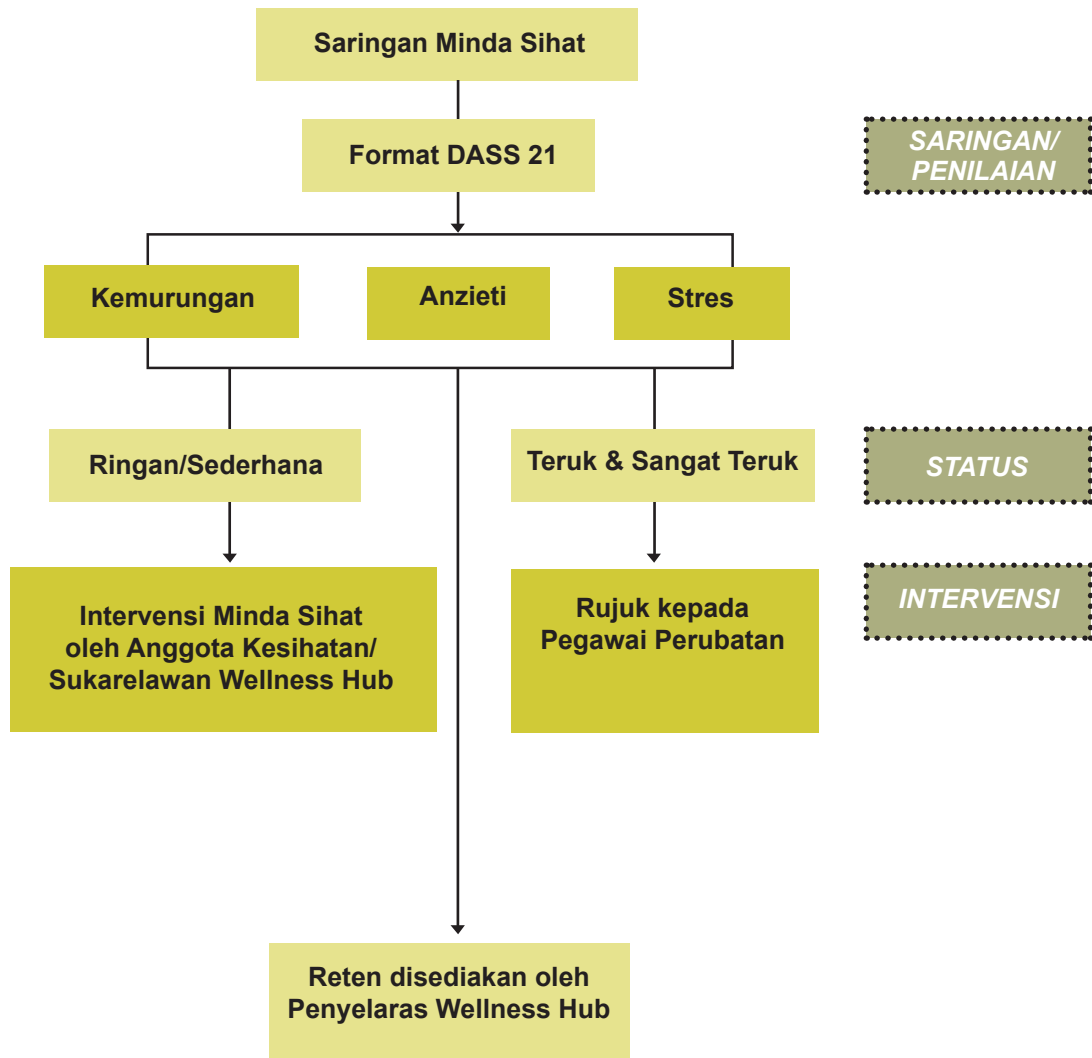 Saringan Minda Sihat
Format DASS 21
SARINGAN/
PENILAIAN
Kemurungan
Anzieti
Stres
Ringan/Sederhana
Teruk & Sangat Teruk
STATUS
Intervensi Minda Sihat
oleh Anggota Kesihatan/
Sukarelawan Wellness Hub
Rujuk kepada
Pegawai Perubatan
INTERVENSI
Reten disediakan oleh
Penyelaras Wellness Hub